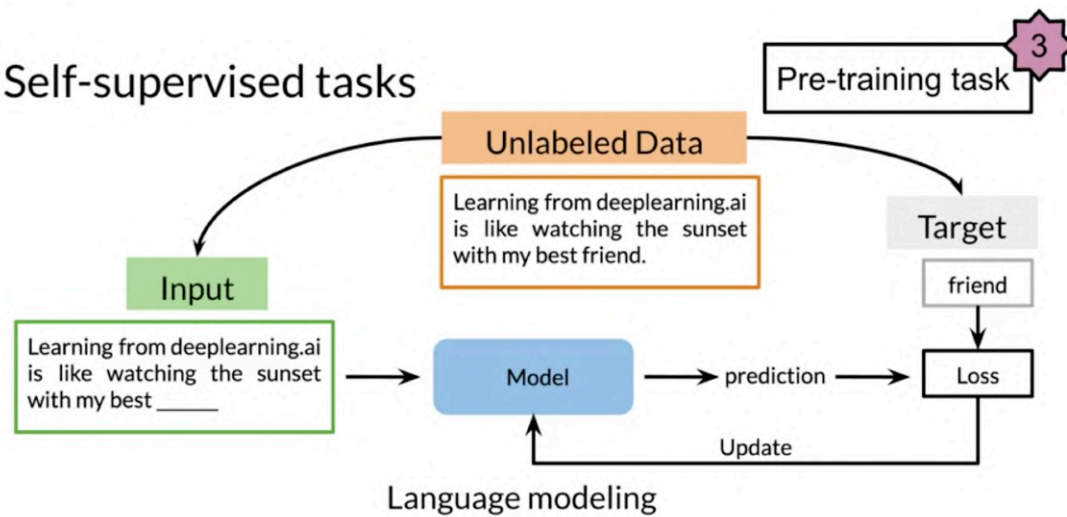 Self-supervised tasks
Pre-training task
3
Unlabeled Data
Learning from deeplearning.ai
is like watching the sunset
with my best friend.
Target
friend
Input
Learning from deeplearning.ai
is like watching the sunset
with my best _____
Model
prediction
Loss
Update
Language modeling